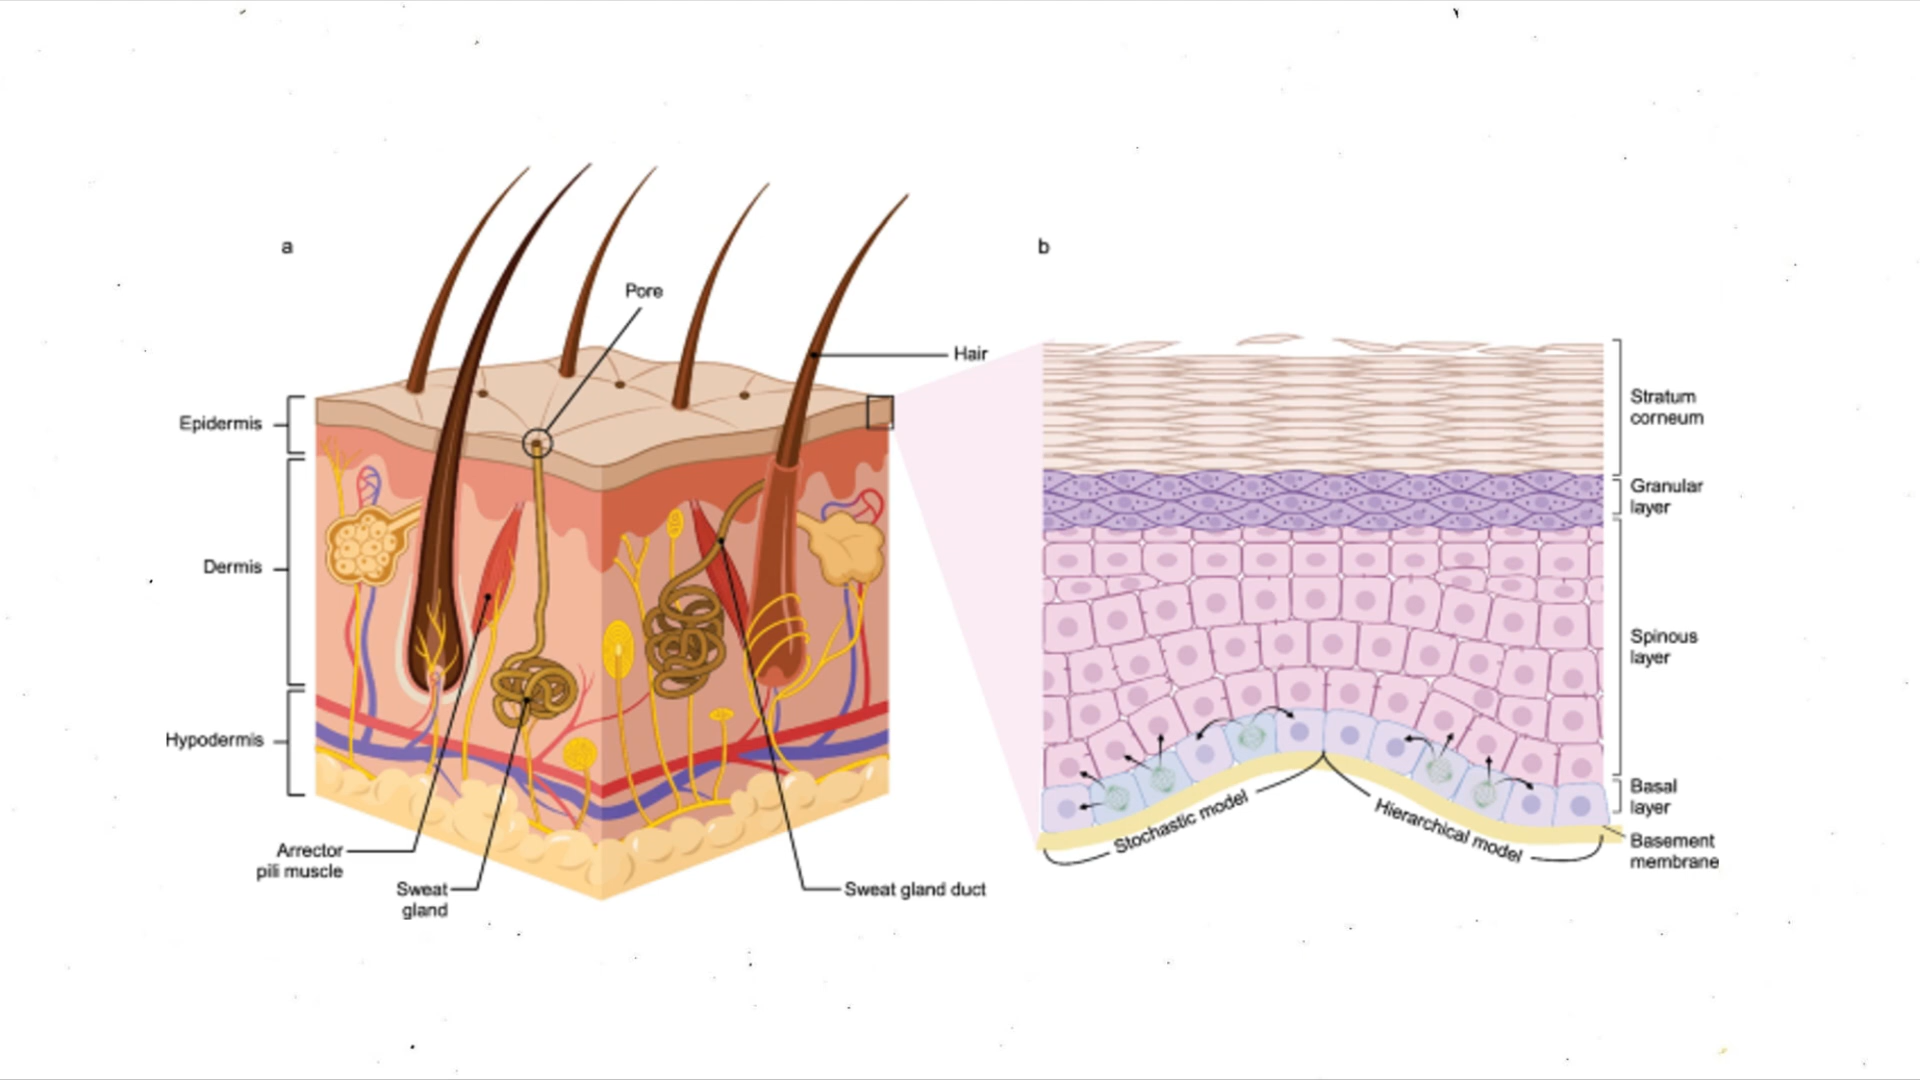 a
Pore
Hair
Epidermis
Dermis
Hypodermis
Arrector
pili muscle
Sweat
gland
Sweat gland duct
b
Stratum
corneum
Granular
layer
Spinous
layer
Basal
layer
Basement
membrane
Stochastic model
Hierarchical model